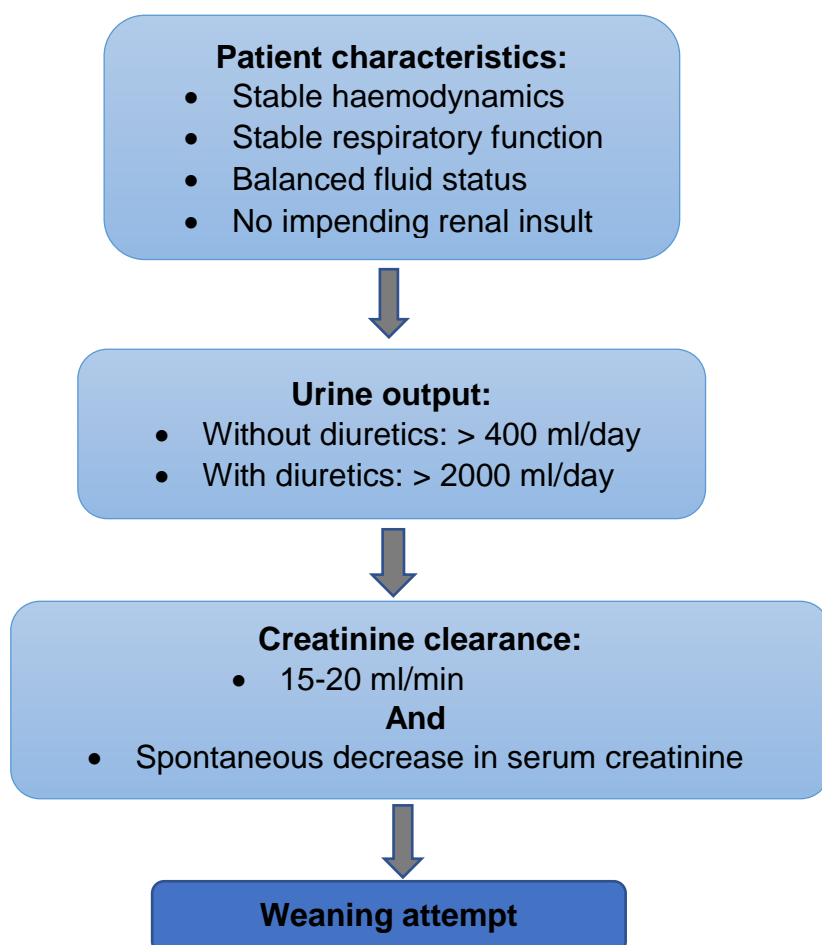 Patient characteristics:
• Stable haemodynamics
• Stable respiratory function
• Balanced fluid status
• No impending renal insult
Urine output:
• Without diuretics: > 400 ml/day
• With diuretics: > 2000 ml/day
Creatinine clearance:
• 15-20 ml/min
And
• Spontaneous decrease in serum creatinine
Weaning attempt